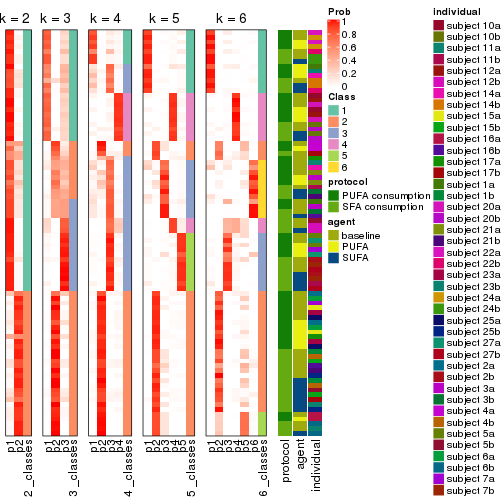 k = 2 k = 3 k = 4 k = 5 k = 6
p1 p2 2_classes p1 p2 p3 3_classes p1 p2 p3 p4 4_classes p1 p2 p3 p4 p5 5_classes p1 p2 p3 p4 p5 p6 6_classes protocol agent individual
Prob
1
0.8
0.6
0.4
0.2
0
Class
1
2
3
4
5
6
protocol
PUFA consumption
SFA consumption
agent
baseline
PUFA
SUFA
Individual
subject 10a
subject 10b
subject 11a
subject 11b
subject 12a
subject 12b
subject 14a
subject 14b
subject 15a
subject 15b
subject 16a
subject 16b
subject 17a
subject 17b
subject 1a
subject 1b
subject 20a
subject 20b
subject 21a
subject 21b
subject 22a
subject 22b
subject 23a
subject 23b
subject 24a
subject 24b
subject 25a
subject 25b
subject 27a
subject 27b
subject 2a
subject 2b
subject 3a
subject 3b
subject 4a
subject 4b
subject 5a
subject 5b
subject 6a
subject 6b
subject 7a
subject 7b